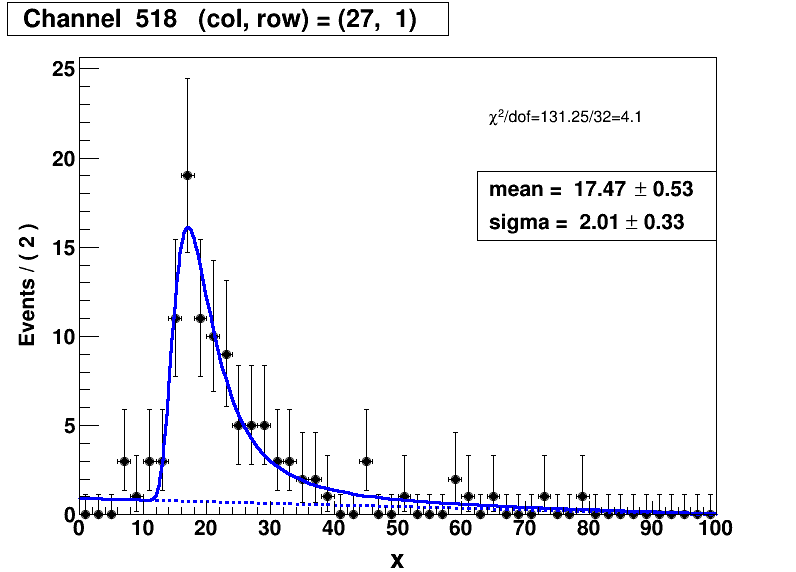 Channel 518 (col, row) = (27, 1)
χ²/dof=131.25/32=4.1
mean = 17.47 ± 0.53
sigma = 2.01 ± 0.33
Events / ( 2 )
25
20
15
10
5
0
0 10 20 30 40 50 60 70 80 90 100
x